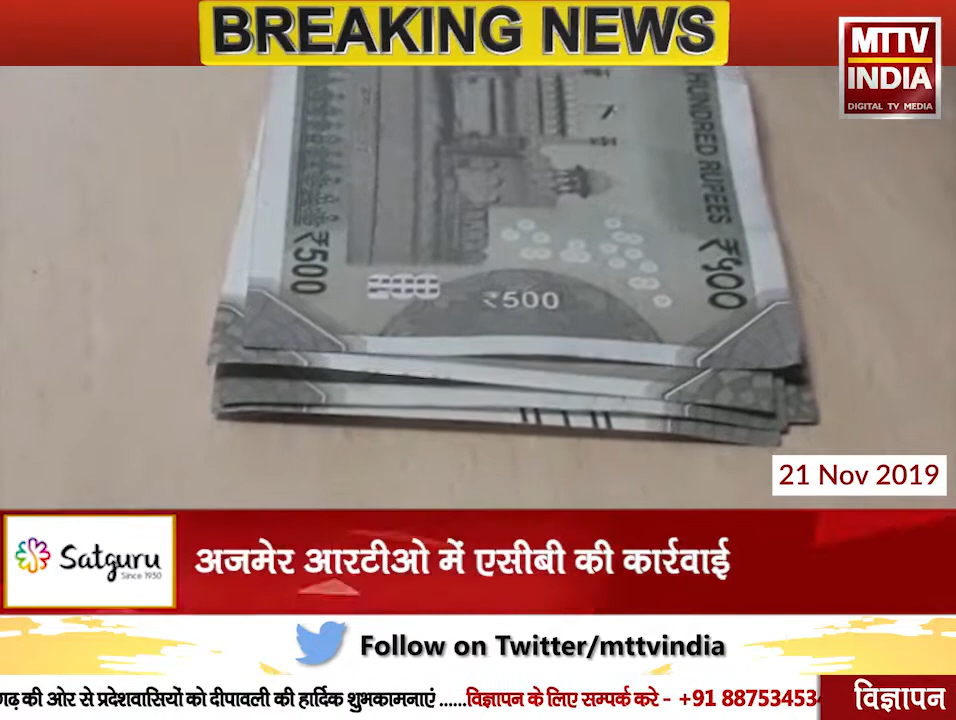 BREAKING NEWS
MTTV
INDIA
DIGITAL TV MEDIA
HUNDRED RUPEES
₹500
₹५००
₹500
21 Nov 2019
Satguru
Since 1950
अजमेर आरटीओ में एसीबी की कार्रवाई
Follow on Twitter/mttvindia
की ओर से प्रदेशवासियों को दीपावली की हार्दिक शुभकामनाएं ......विज्ञापन के लिए सम्पर्क करे - +91 88753453
विज्ञापन